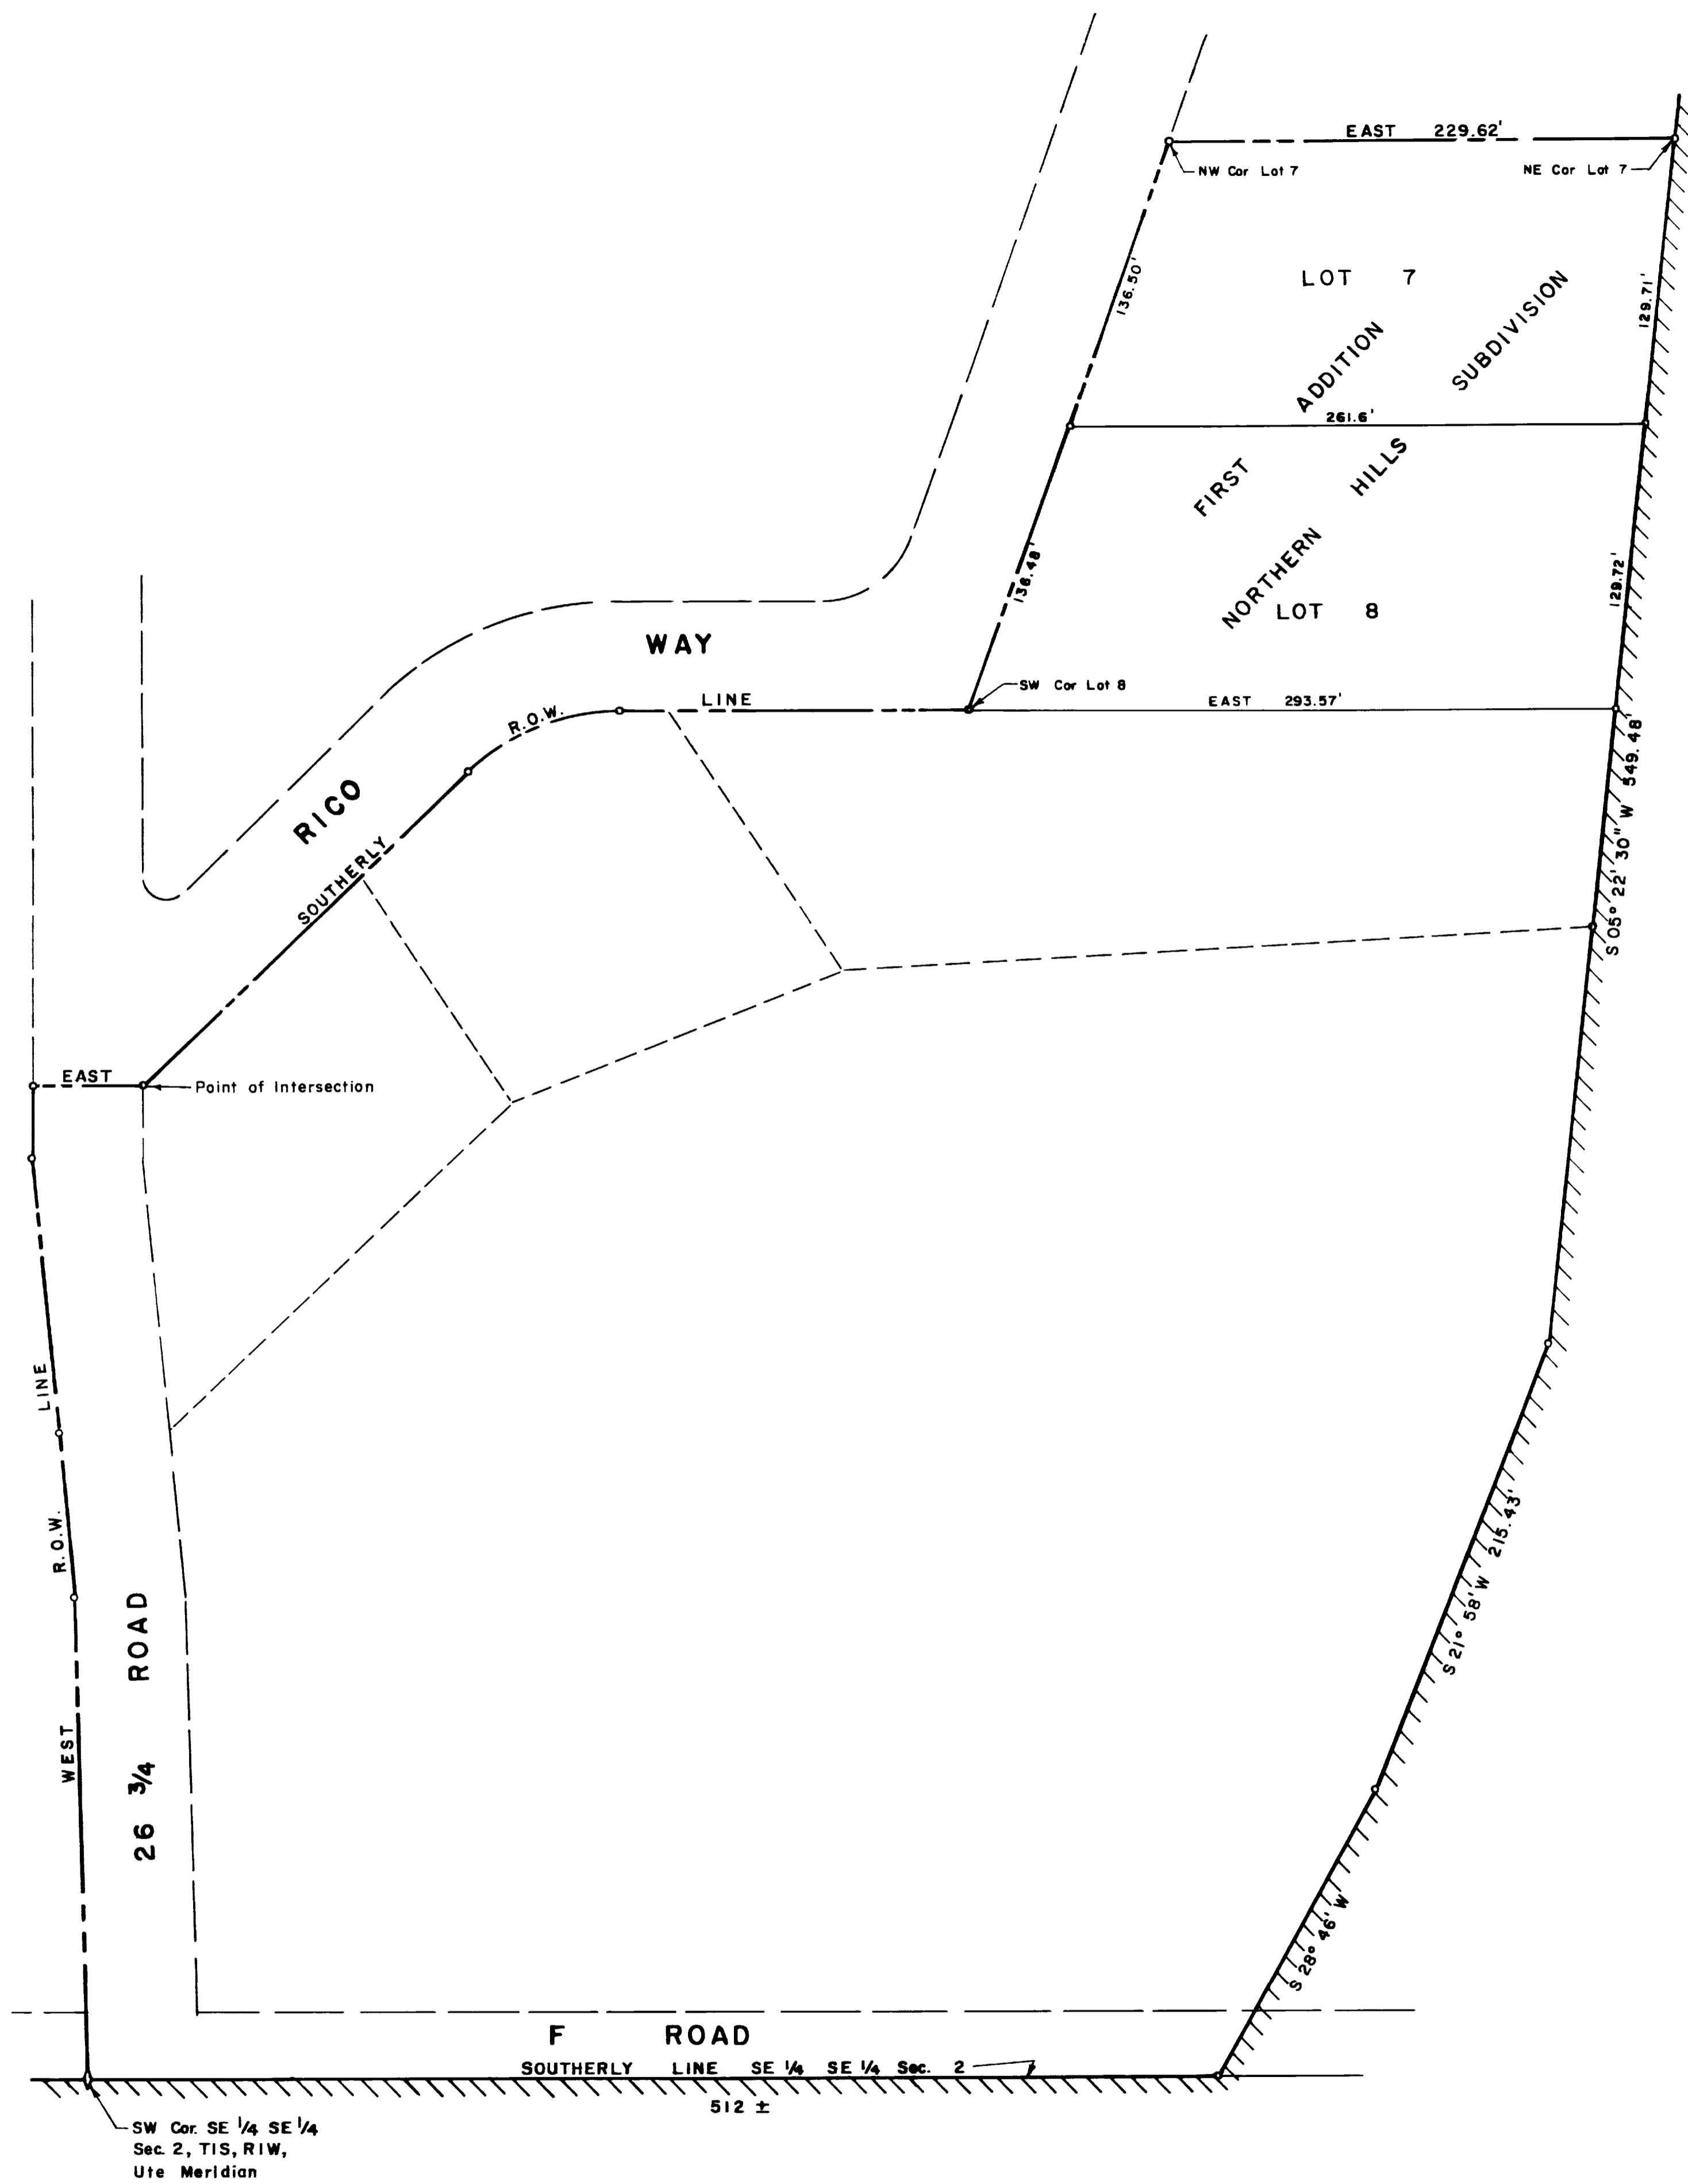 EAST 229.62'
NW Cor Lot 7
NE Cor Lot 7
136.50'
LOT 7
129.71'
FIRST ADDITION
261.6'
NORTHERN HILLS SUBDIVISION
136.48'
129.72'
LOT 8
RICO WAY
SW Cor Lot 8
EAST 293.57'
SOUTHERLY R.O.W. LINE
S 05° 22' 30" W 549.48'
EAST
Point of Intersection
WEST R.O.W. LINE
26 3/4 ROAD
S 21° 58' W 215.43'
S 28° 46' W
F ROAD
SOUTHERLY LINE SE 1/4 SE 1/4 Sec. 2
512 ±
SW Cor. SE 1/4 SE 1/4
Sec. 2, T1S, R1W,
Ute Meridian